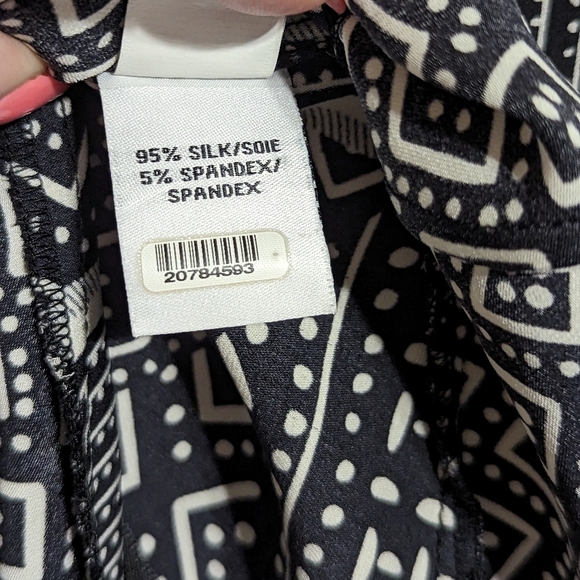 95% SILK/SOIE
5% SPANDEX/
SPANDEX
20784593